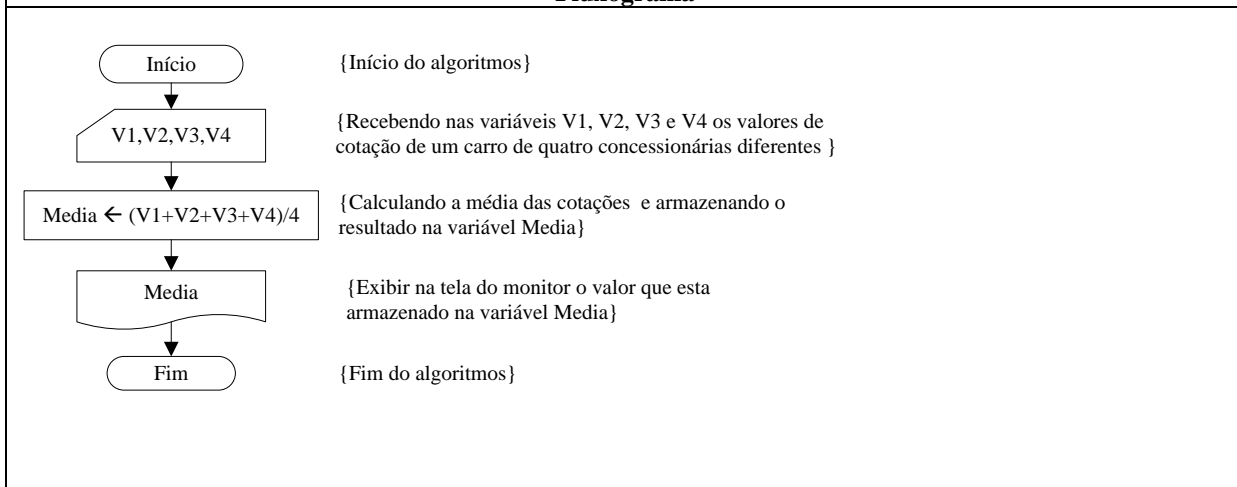 Início {Início do algoritmos}
V1,V2,V3,V4 {Recebendo nas variáveis V1, V2, V3 e V4 os valores de
cotação de um carro de quatro concessionárias diferentes }
Media ← (V1+V2+V3+V4)/4 {Calculando a média das cotações e armazenando o
resultado na variável Media}
Media {Exibir na tela do monitor o valor que esta
armazenado na variável Media}
Fim {Fim do algoritmos}